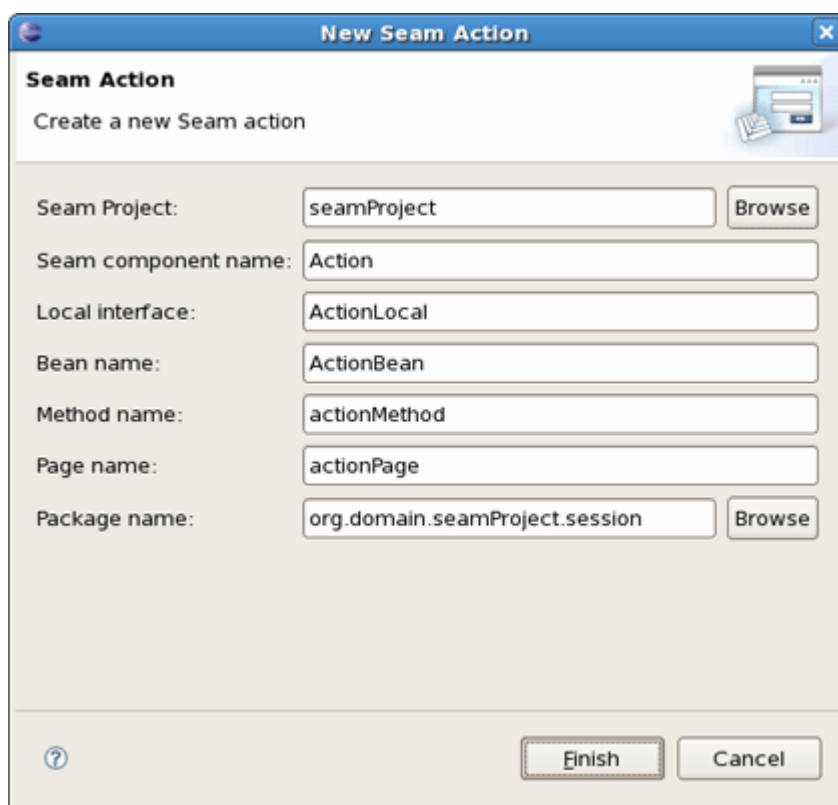 New Seam Action
Seam Action
Create a new Seam action
Seam Project: seamProject Browse
Seam component name: Action
Local interface: ActionLocal
Bean name: ActionBean
Method name: actionMethod
Page name: actionPage
Package name: org.domain.seamProject.session Browse
? Finish Cancel